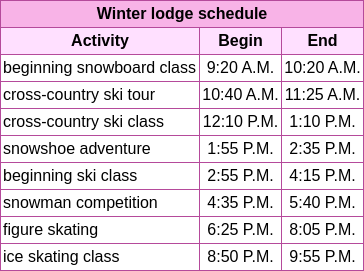 Winter lodge schedule
Activity Begin End
beginning snowboard class 9:20 A.M. 10:20 A.M.
cross-country ski tour 10:40 A.M. 11:25 A.M.
cross-country ski class 12:10 P.M. 1:10 P.M.
snowshoe adventure 1:55 P.M. 2:35 P.M.
beginning ski class 2:55 P.M. 4:15 P.M.
snowman competition 4:35 P.M. 5:40 P.M.
figure skating 6:25 P.M. 8:05 P.M.
ice skating class 8:50 P.M. 9:55 P.M.